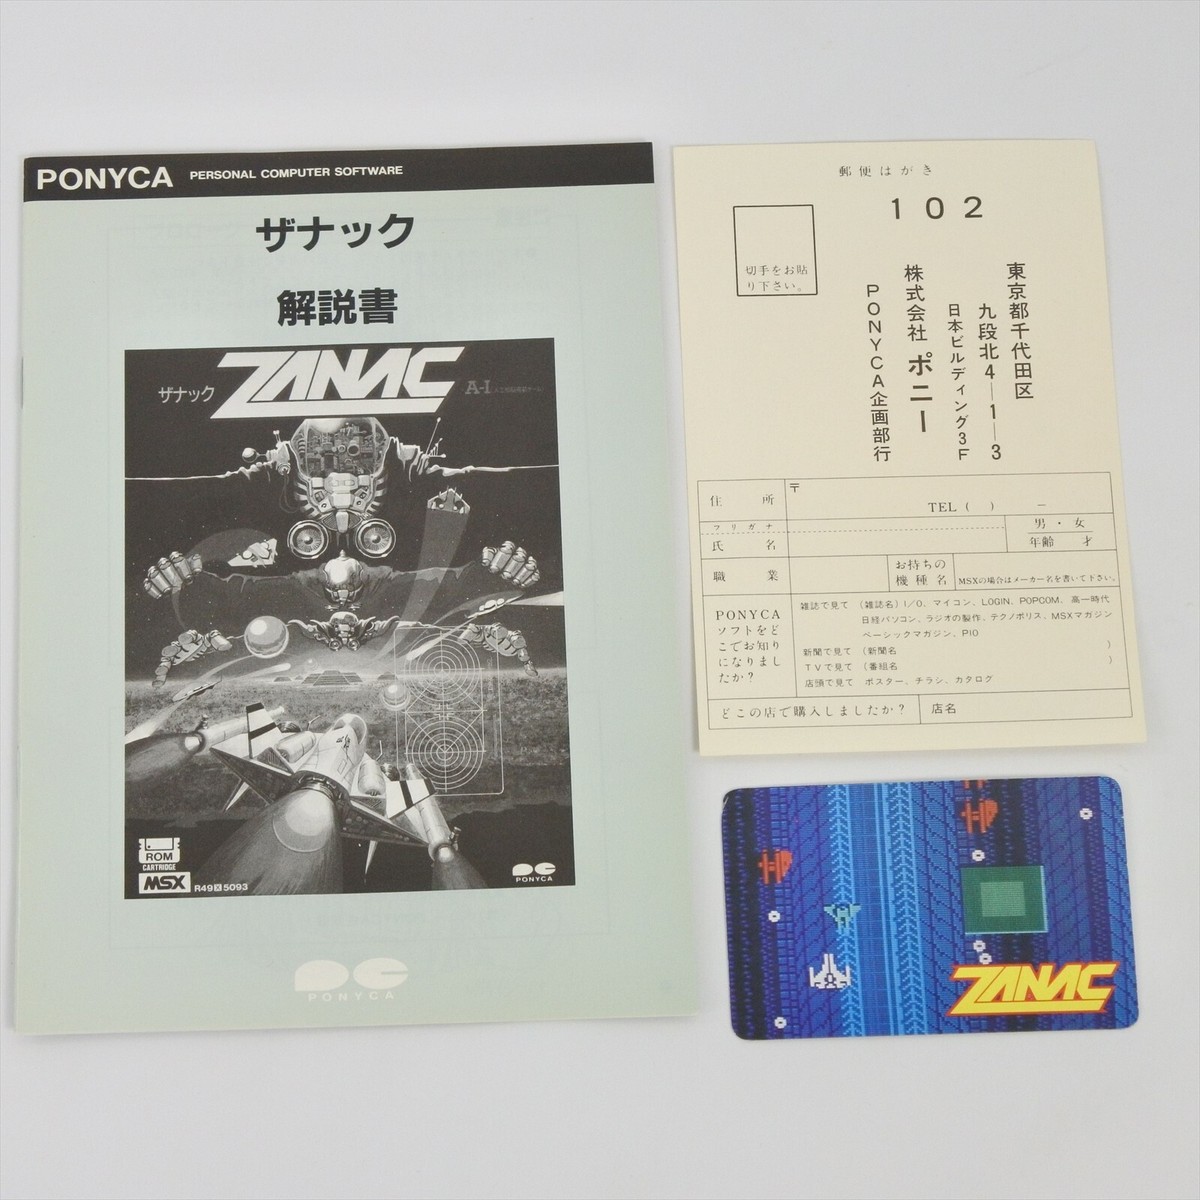 PONYCA PERSONAL COMPUTER SOFTWARE
ザナック
解説書
ザナック ZANAC A-I
ROM
CARTRIDGE
MSX R49X5093
PONYCA
PONYCA
郵便はがき
102
切手をお貼
り下さい。
東京都千代田区
九段北4―1―3
日本ビルディング3F
株式会社 ポニー
PONYCA企画部行
住所 〒
TEL ( ) −
フリガナ
氏名
男・女
年齢 才
職業
お持ちの
機種名
MSXの場合はメーカー名を書いて下さい。
PONYCA
ソフトをど
こでお知り
になりまし
たか?
雑誌で見て (雑誌名) I/O、マイコン、LOGIN、POPCOM、高一時代
日経パソコン、ラジオの製作、テクノポリス、MSXマガジン
ベーシックマガジン、PIO
新聞で見て (新聞名 )
TVで見て (番組名 )
店頭で見て ポスター、チラシ、カタログ
どこの店で購入しましたか? 店名
ZANAC